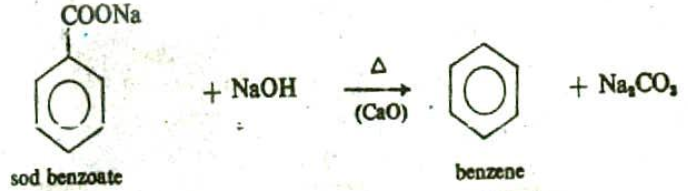 COONa
+ NaOH
Δ
(CaO)
+ Na₂CO₃
sod benzoate
benzene